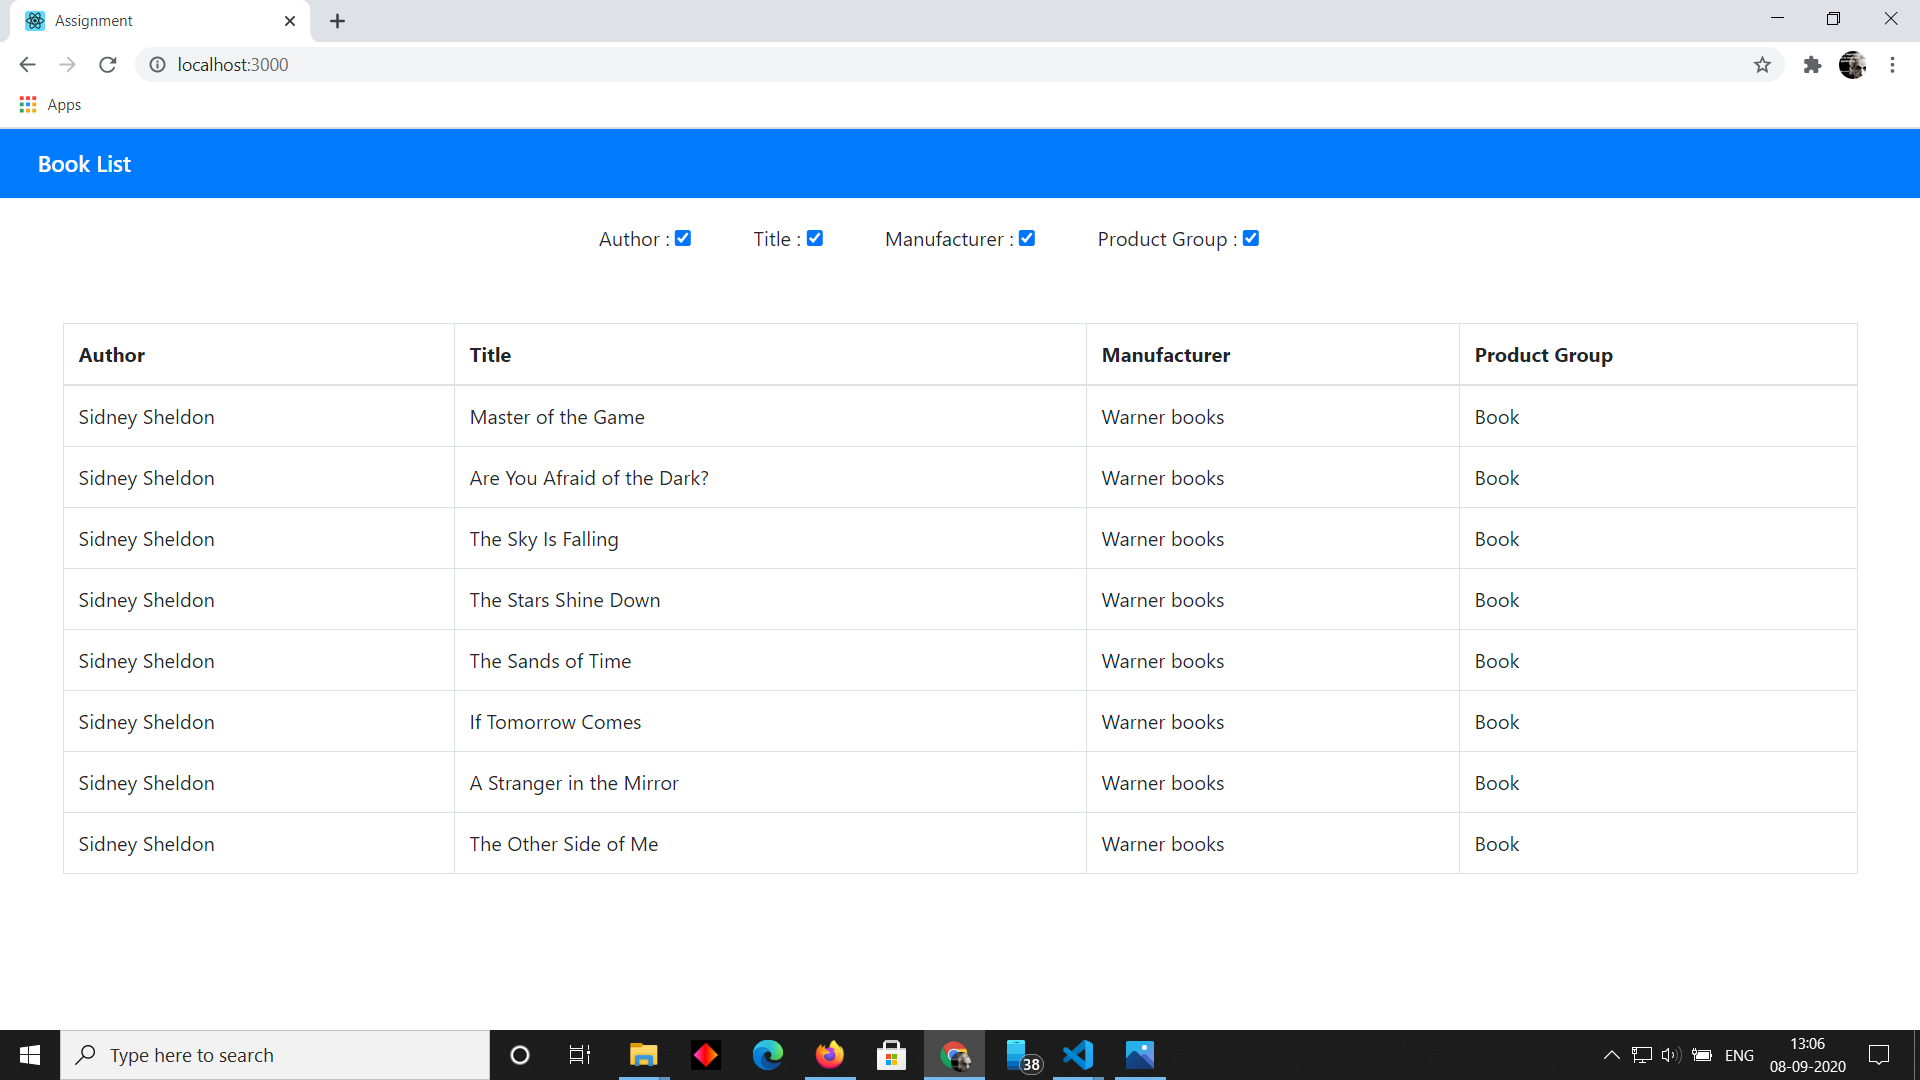 Assignment
localhost:3000
Apps
Book List
Author : Title : Manufacturer : Product Group :
Author Title Manufacturer Product Group
Sidney Sheldon Master of the Game Warner books Book
Sidney Sheldon Are You Afraid of the Dark? Warner books Book
Sidney Sheldon The Sky Is Falling Warner books Book
Sidney Sheldon The Stars Shine Down Warner books Book
Sidney Sheldon The Sands of Time Warner books Book
Sidney Sheldon If Tomorrow Comes Warner books Book
Sidney Sheldon A Stranger in the Mirror Warner books Book
Sidney Sheldon The Other Side of Me Warner books Book
Type here to search
38
ENG
13:06
08-09-2020